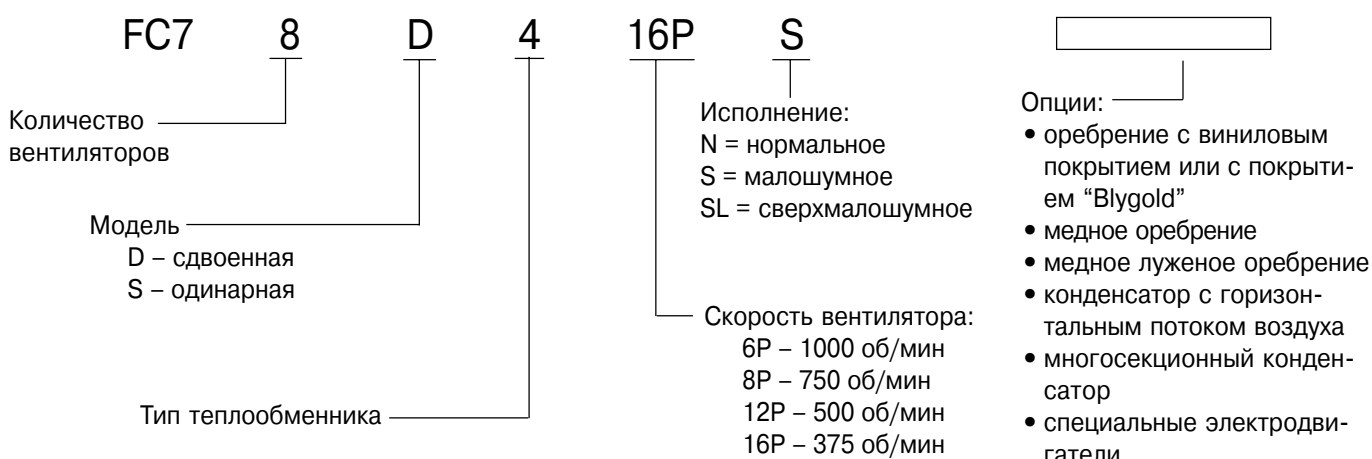 FC7 8 D 4 16P S
Количество
вентиляторов
Модель
D – сдвоенная
S – одинарная
Тип теплообменника
Исполнение:
N = нормальное
S = малошумное
SL = сверхмалошумное
Скорость вентилятора:
6P – 1000 об/мин
8P – 750 об/мин
12P – 500 об/мин
16P – 375 об/мин
Опции:
• оребрение с виниловым
покрытием или с покрыти-
ем “Blygold”
• медное оребрение
• медное луженое оребрение
• конденсатор с горизон-
тальным потоком воздуха
• многосекционный конден-
сатор
• специальные электродви-
гатели